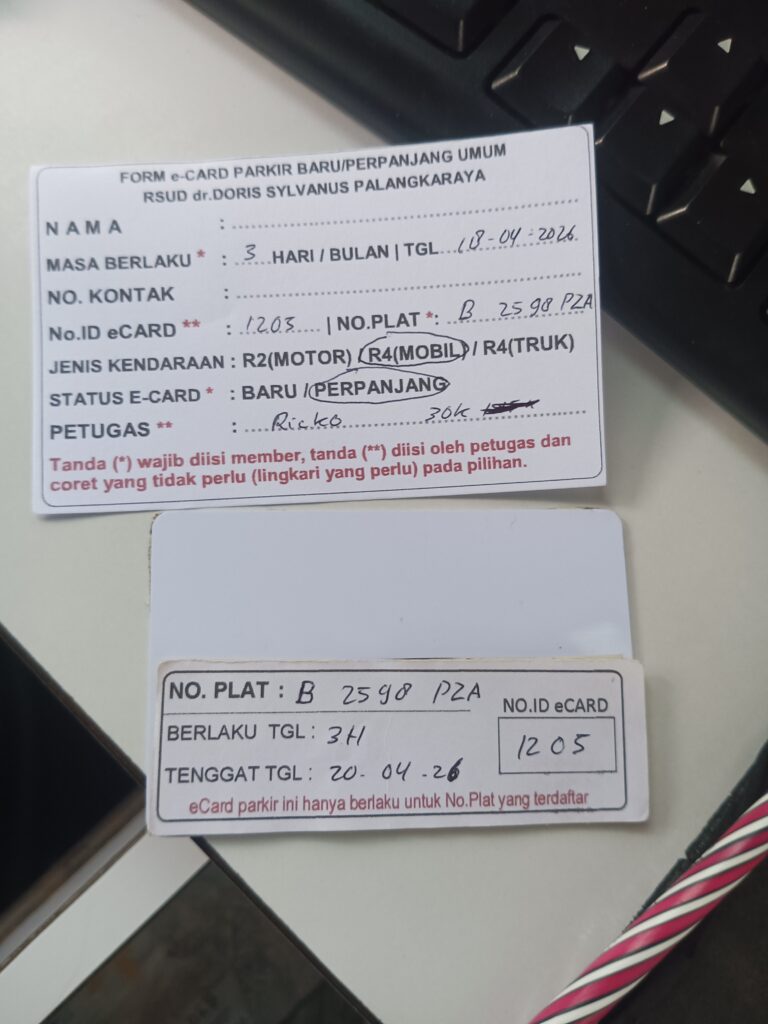 FORM e-CARD PARKIR BARU/PERPANJANG UMUM
RSUD dr.DORIS SYLVANUS PALANGKARAYA
NAMA :
MASA BERLAKU * : 3 HARI / BULAN | TGL 18-04-2026
NO. KONTAK :
No.ID eCARD ** : 1205 | NO.PLAT *: B 2598 PZA
JENIS KENDARAAN : R2(MOTOR) / R4(MOBIL) / R4(TRUK)
STATUS E-CARD * : BARU / PERPANJANG
PETUGAS ** : Ricko 30k
Tanda (*) wajib diisi member, tanda (**) diisi oleh petugas dan
coret yang tidak perlu (lingkari yang perlu) pada pilihan.
NO. PLAT : B 2598 PZA
NO.ID eCARD
BERLAKU TGL : 3H
1205
TENGGAT TGL : 20-04-26
eCard parkir ini hanya berlaku untuk No.Plat yang terdaftar